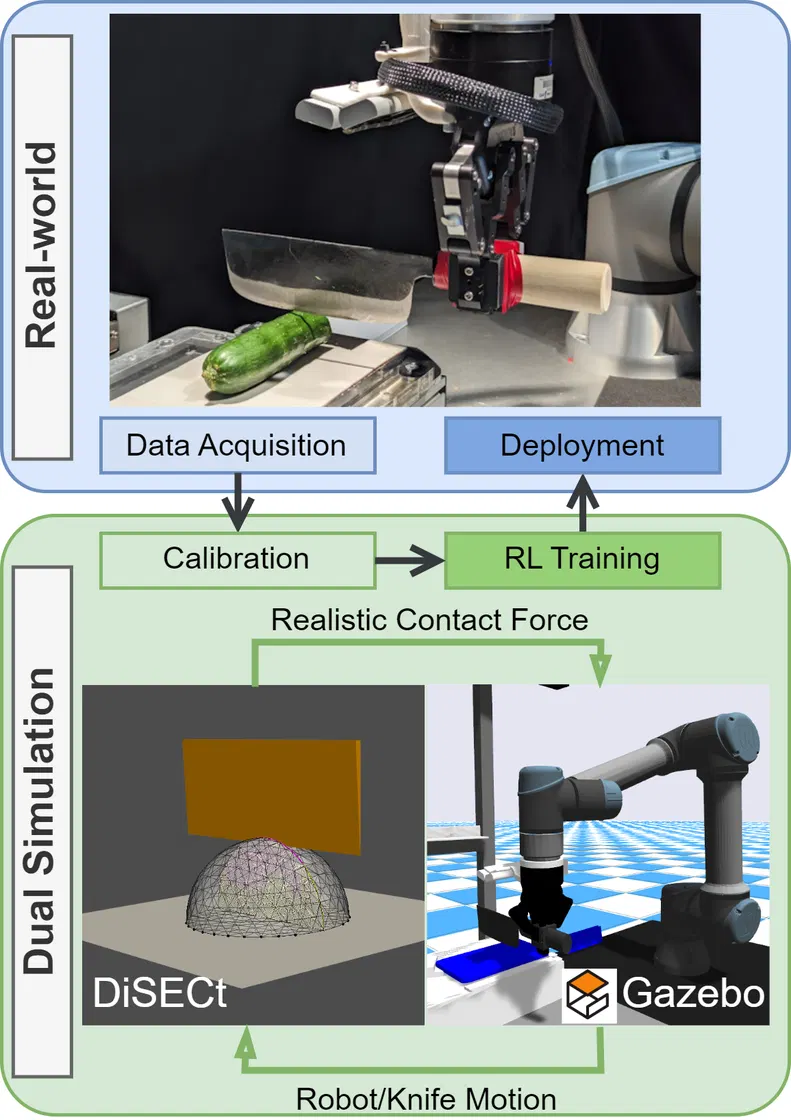 Real-world
Data Acquisition
Deployment
Calibration
RL Training
Realistic Contact Force
Dual Simulation
DiSECt
Gazebo
Robot/Knife Motion